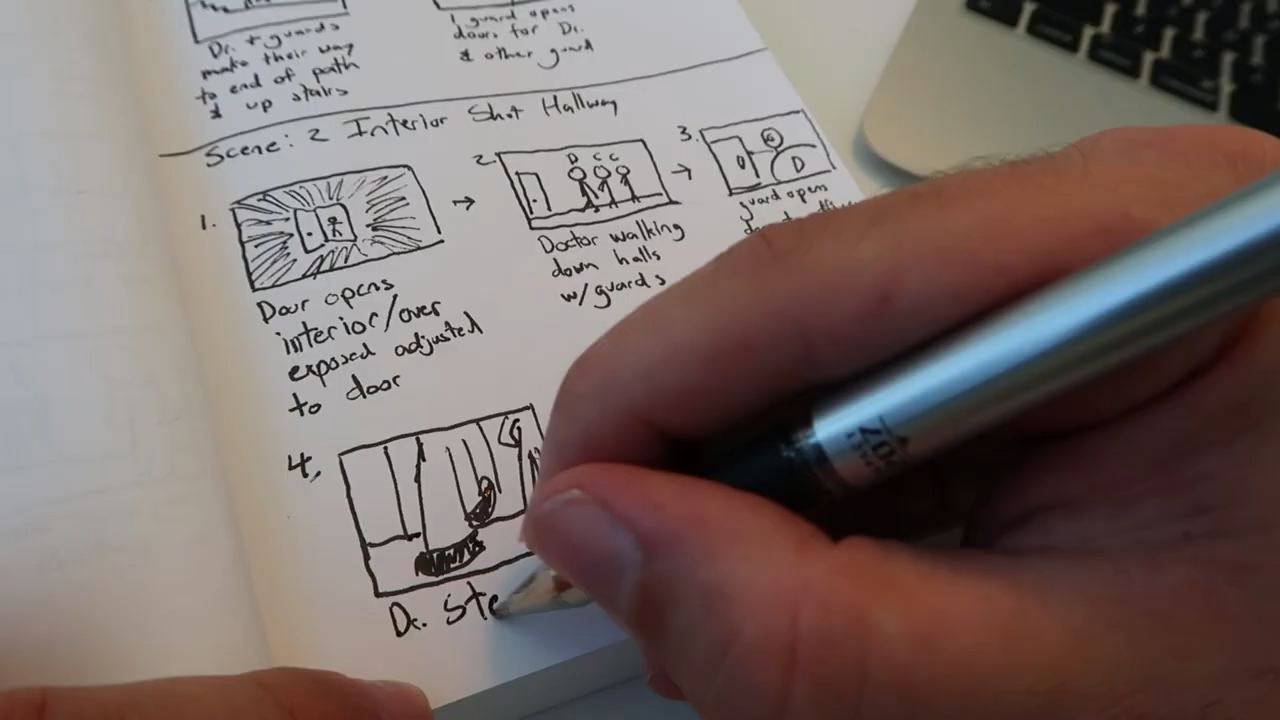 Dr. + guards
make their way
to end of path
& up stairs
1 guard opens
doors for Dr.
& other guard
Scene: 2 Interior Shot Hallway
1.
Door opens
interior/over
exposed adjusted
to door
2.
D G G
Doctor walking
down halls
w/guards
3.
G
D
guard opens
4.
Dr. Ste